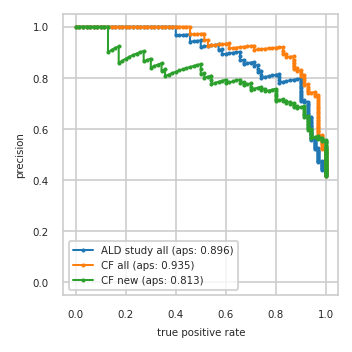 1.0
0.8
0.6
0.4
0.2
0.0
precision
ALD study all (aps: 0.896)
CF all (aps: 0.935)
CF new (aps: 0.813)
0.0 0.2 0.4 0.6 0.8 1.0
true positive rate